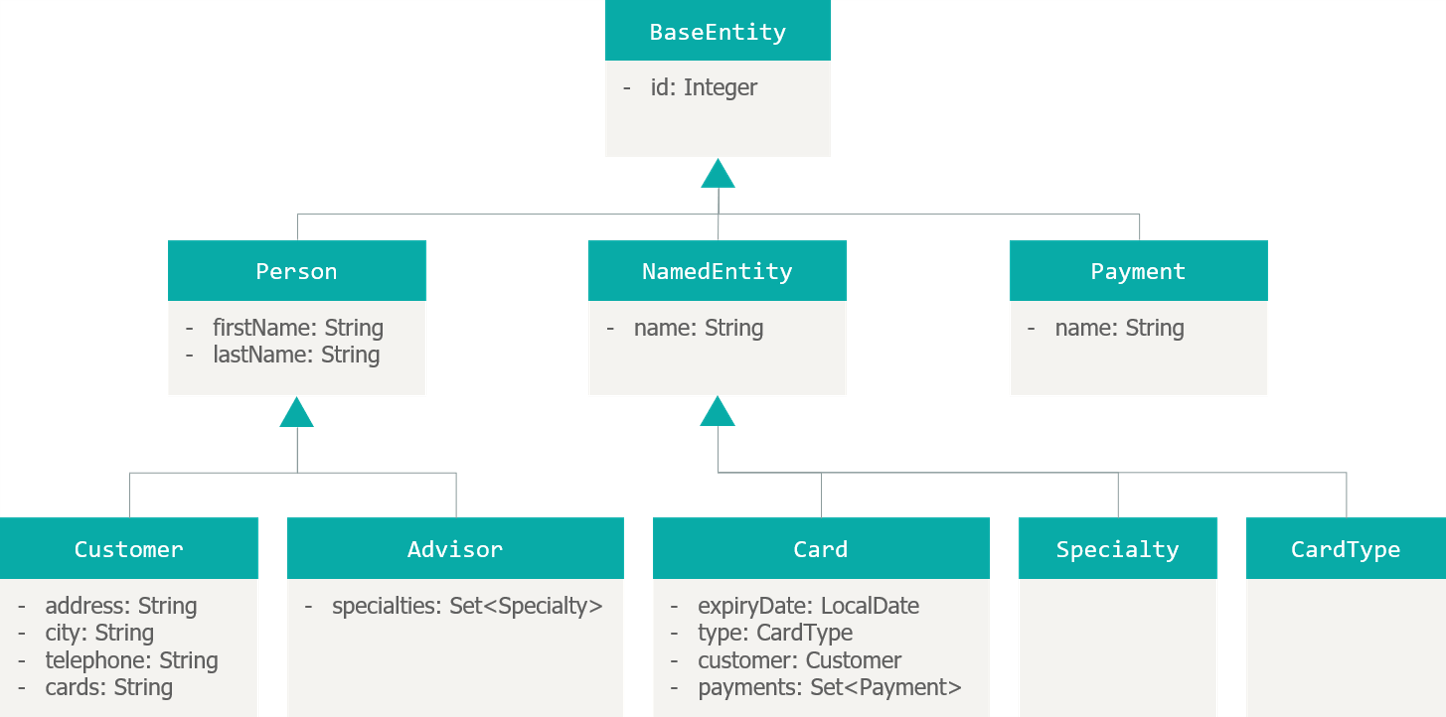 BaseEntity
- id: Integer
Person
- firstName: String
- lastName: String
NamedEntity
- name: String
Payment
- name: String
Customer
- address: String
- city: String
- telephone: String
- cards: String
Advisor
- specialties: Set<Specialty>
Card
- expiryDate: LocalDate
- type: CardType
- customer: Customer
- payments: Set<Payment>
Specialty
CardType